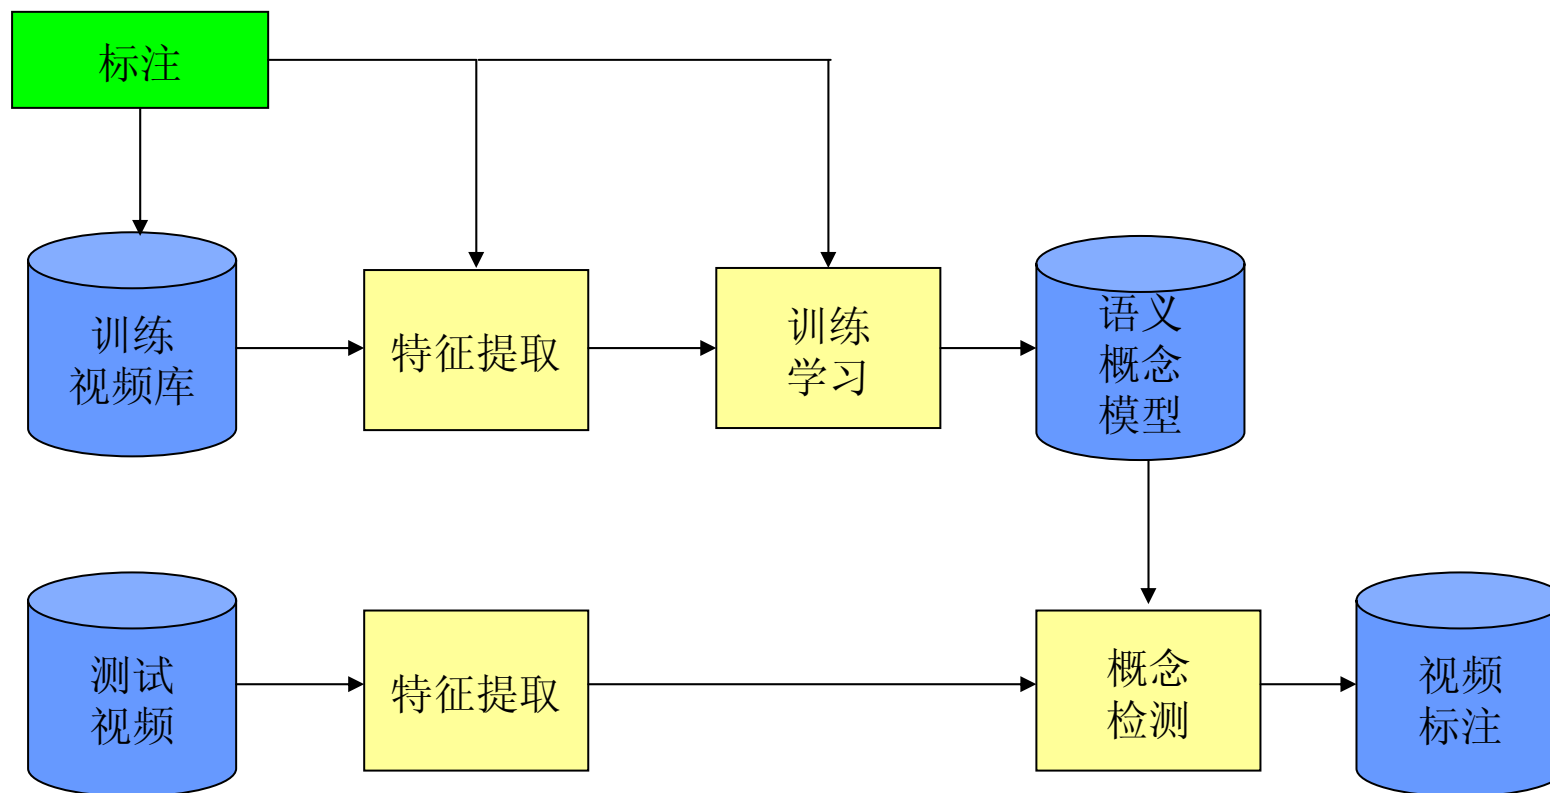 标注
训练
视频库
特征提取
训练
学习
语义
概念
模型
测试
视频
特征提取
概念
检测
视频
标注